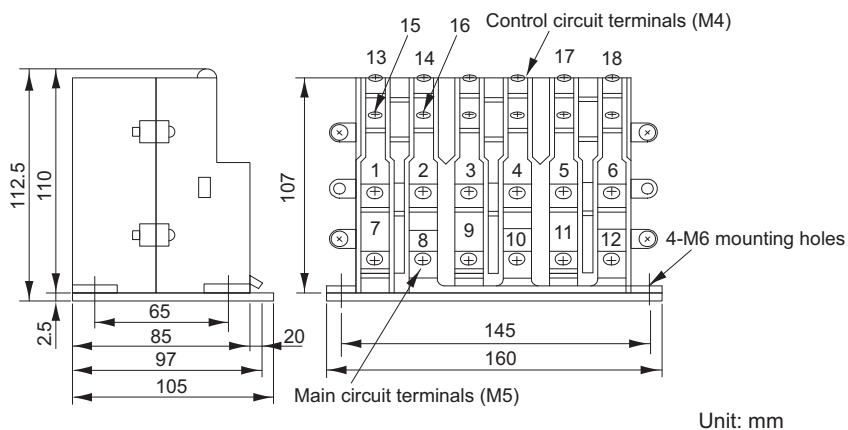 15 16 Control circuit terminals (M4)
13 14 17 18
112.5
110
107
1 2 3 4 5 6
7 8 9 10 11 12
4-M6 mounting holes
2.5
65
85 20
97
105
145
160
Main circuit terminals (M5)
Unit: mm